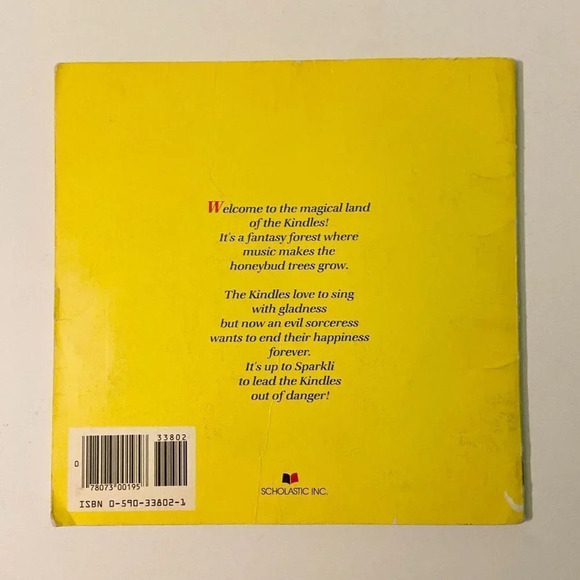 Welcome to the magical land
of the Kindles!
It's a fantasy forest where
music makes the
honeybud trees grow.
The Kindles love to sing
with gladness
but now an evil sorceress
wants to end their happiness
forever.
It's up to Sparkli
to lead the Kindles
out of danger!
33802
0
78073 00195
ISBN 0-590-33802-1
SCHOLASTIC INC.